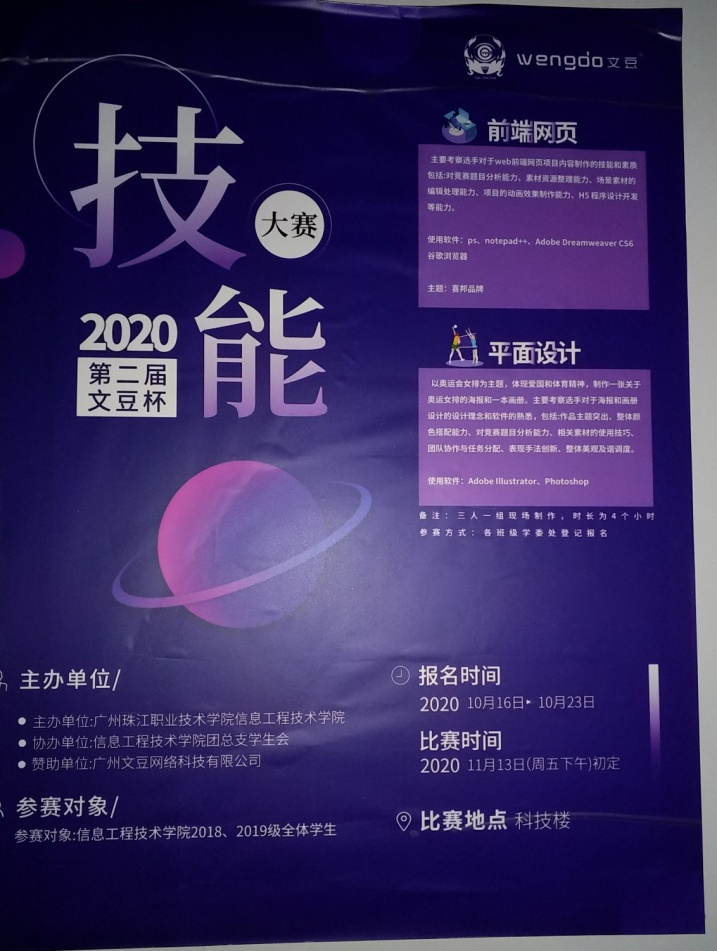 wengdo文豆
技能
大赛
2020
第二届
文豆杯
前端网页
主要考察选手对于web前端网页项目内容制作的技能和素质
包括:对竞赛题目分析能力、素材资源整理能力、场景素材的
编辑处理能力、项目的动画效果制作能力、H5程序设计开发
等能力。
使用软件：ps、notepad++、Adobe Dreamweaver CS6
谷歌浏览器
主题：喜邦品牌
平面设计
以奥运会女排为主题，体现爱国和体育精神，制作一张关于
奥运女排的海报和一本画册。主要考察选手对于海报和画册
设计的设计理念和软件的熟悉，包括:作品主题突出、整体颜
色搭配能力、对竞赛题目分析能力、相关素材的使用技巧、
团队协作与任务分配、表现手法创新、整体美观及谐调度。
使用软件：Adobe Illustrator、Photoshop
备注：三人一组现场制作，时长为4个小时
参赛方式：各班级学委处登记报名
主办单位/
主办单位:广州珠江职业技术学院信息工程技术学院
协办单位:信息工程技术学院团总支学生会
赞助单位:广州文豆网络科技有限公司
参赛对象/
参赛对象:信息工程技术学院2018、2019级全体学生
报名时间
2020 10月16日▸ 10月23日
比赛时间
2020 11月13日(周五下午)初定
比赛地点 科技楼